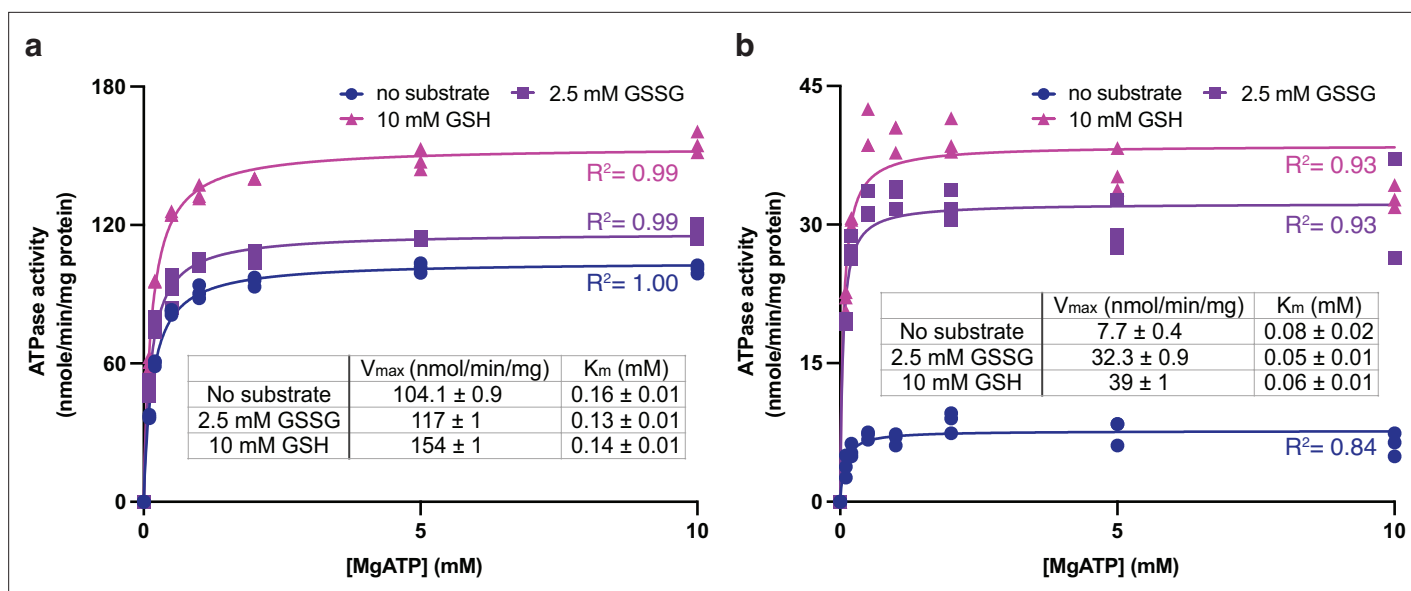 a
180
120
60
0
ATPase activity
(nmole/min/mg protein)
no substrate
2.5 mM GSSG
10 mM GSH
R²= 0.99
R²= 0.99
R²= 1.00
Vmax (nmol/min/mg) Km (mM)
No substrate 104.1 ± 0.9 0.16 ± 0.01
2.5 mM GSSG 117 ± 1 0.13 ± 0.01
10 mM GSH 154 ± 1 0.14 ± 0.01
0 5 10
[MgATP] (mM)
b
45
30
15
0
ATPase activity
(nmole/min/mg protein)
no substrate
2.5 mM GSSG
10 mM GSH
R²= 0.93
R²= 0.93
Vmax (nmol/min/mg) Km (mM)
No substrate 7.7 ± 0.4 0.08 ± 0.02
2.5 mM GSSG 32.3 ± 0.9 0.05 ± 0.01
10 mM GSH 39 ± 1 0.06 ± 0.01
R²= 0.84
0 5 10
[MgATP] (mM)